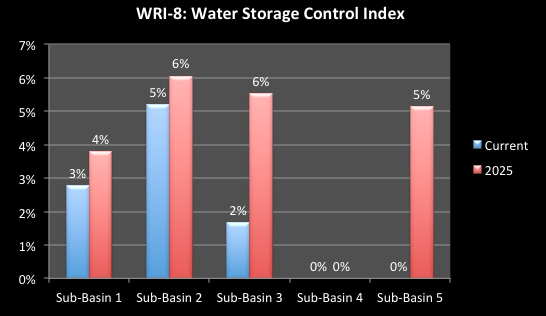 WRI-8: Water Storage Control Index
7%
6%
5%
4%
3%
2%
1%
0%
3%
4%
5%
6%
2%
6%
0%
0%
0%
5%
Sub-Basin 1
Sub-Basin 2
Sub-Basin 3
Sub-Basin 4
Sub-Basin 5
Current
2025